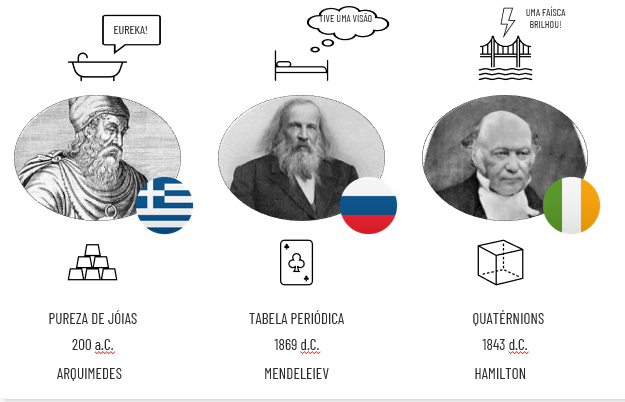 EUREKA!
TIVE UMA VISÃO
UMA FAÍSCA
BRILHOU!
PUREZA DE JÓIAS
TABELA PERIÓDICA
QUATÉRNIONS
200 a.C.
1869 d.C.
1843 d.C.
ARQUIMEDES
MENDELEIEV
HAMILTON